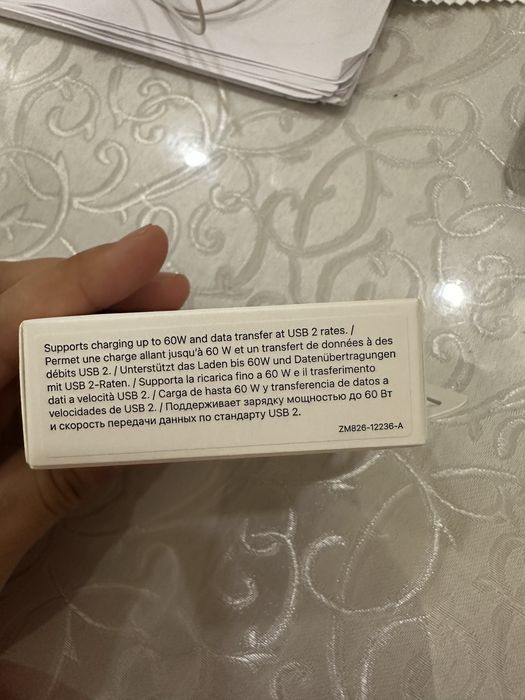 Supports charging up to 60W and data transfer at USB 2 rates. /
Permet une charge allant jusqu'à 60 W et un transfert de données à des
débits USB 2. / Unterstützt das Laden bis 60W und Datenübertragungen
mit USB 2-Raten. / Supporta la ricarica fino a 60 W e il trasferimento
dati a velocità USB 2. / Carga de hasta 60 W y transferencia de datos a
velocidades de USB 2. / Поддерживает зарядку мощностью до 60 Вт
и скорость передачи данных по стандарту USB 2.
ZM826-12236-A